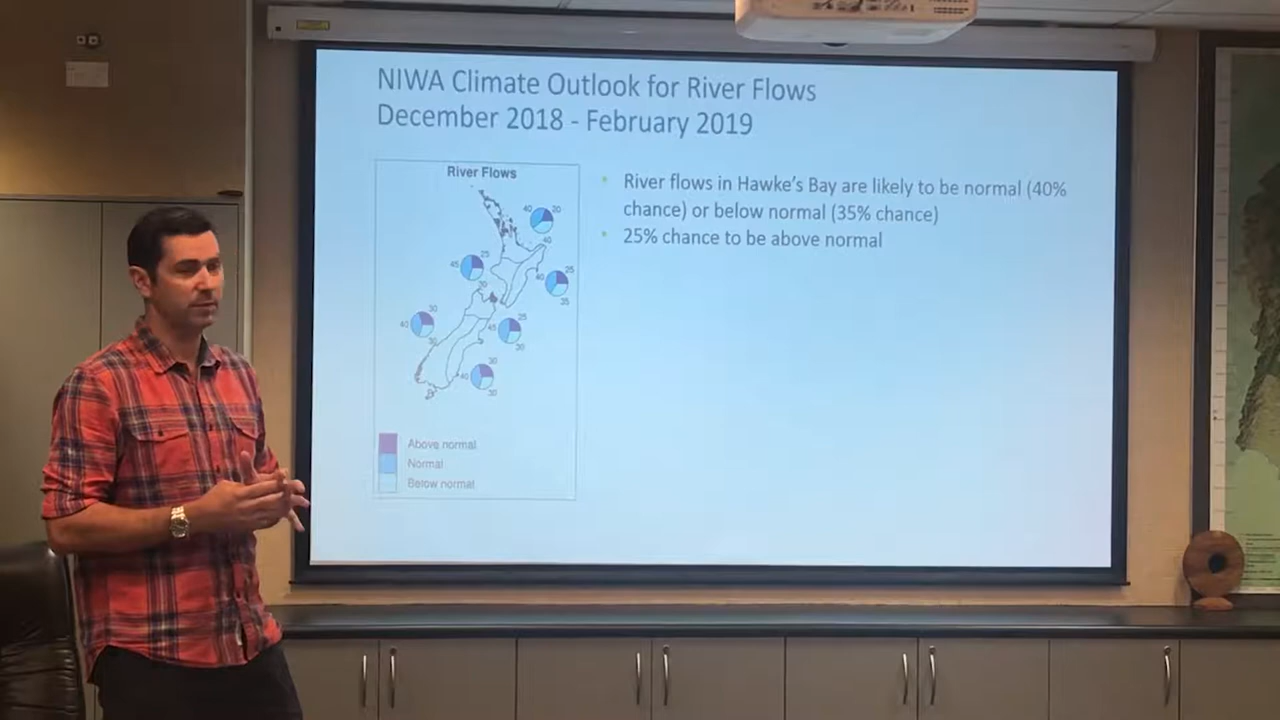 NIWA Climate Outlook for River Flows
December 2018 - February 2019
River Flows
40 20
40
45 25
30
40 25
35
40 30
30
45 25
30
40 30
30
Above normal
Normal
Below normal
• River flows in Hawke's Bay are likely to be normal (40%
chance) or below normal (35% chance)
• 25% chance to be above normal